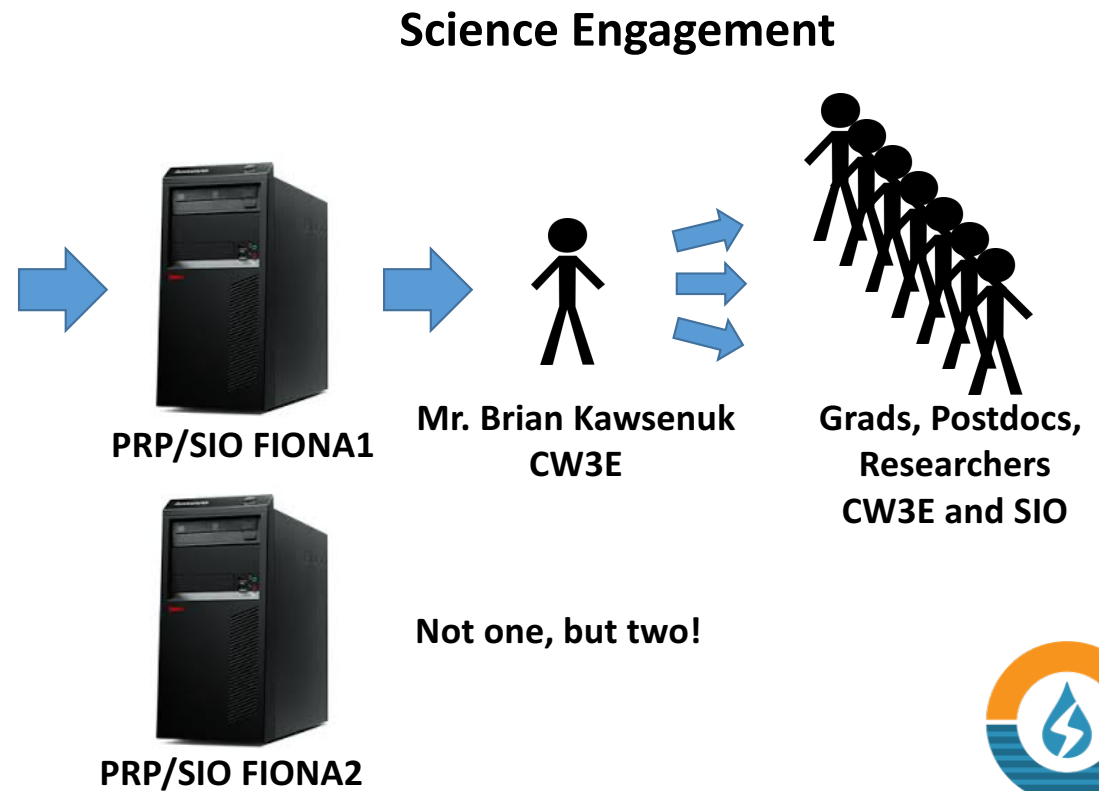 Science Engagement
PRP/SIO FIONA1
Mr. Brian Kawsenuk
CW3E
Grads, Postdocs,
Researchers
CW3E and SIO
Not one, but two!
PRP/SIO FIONA2